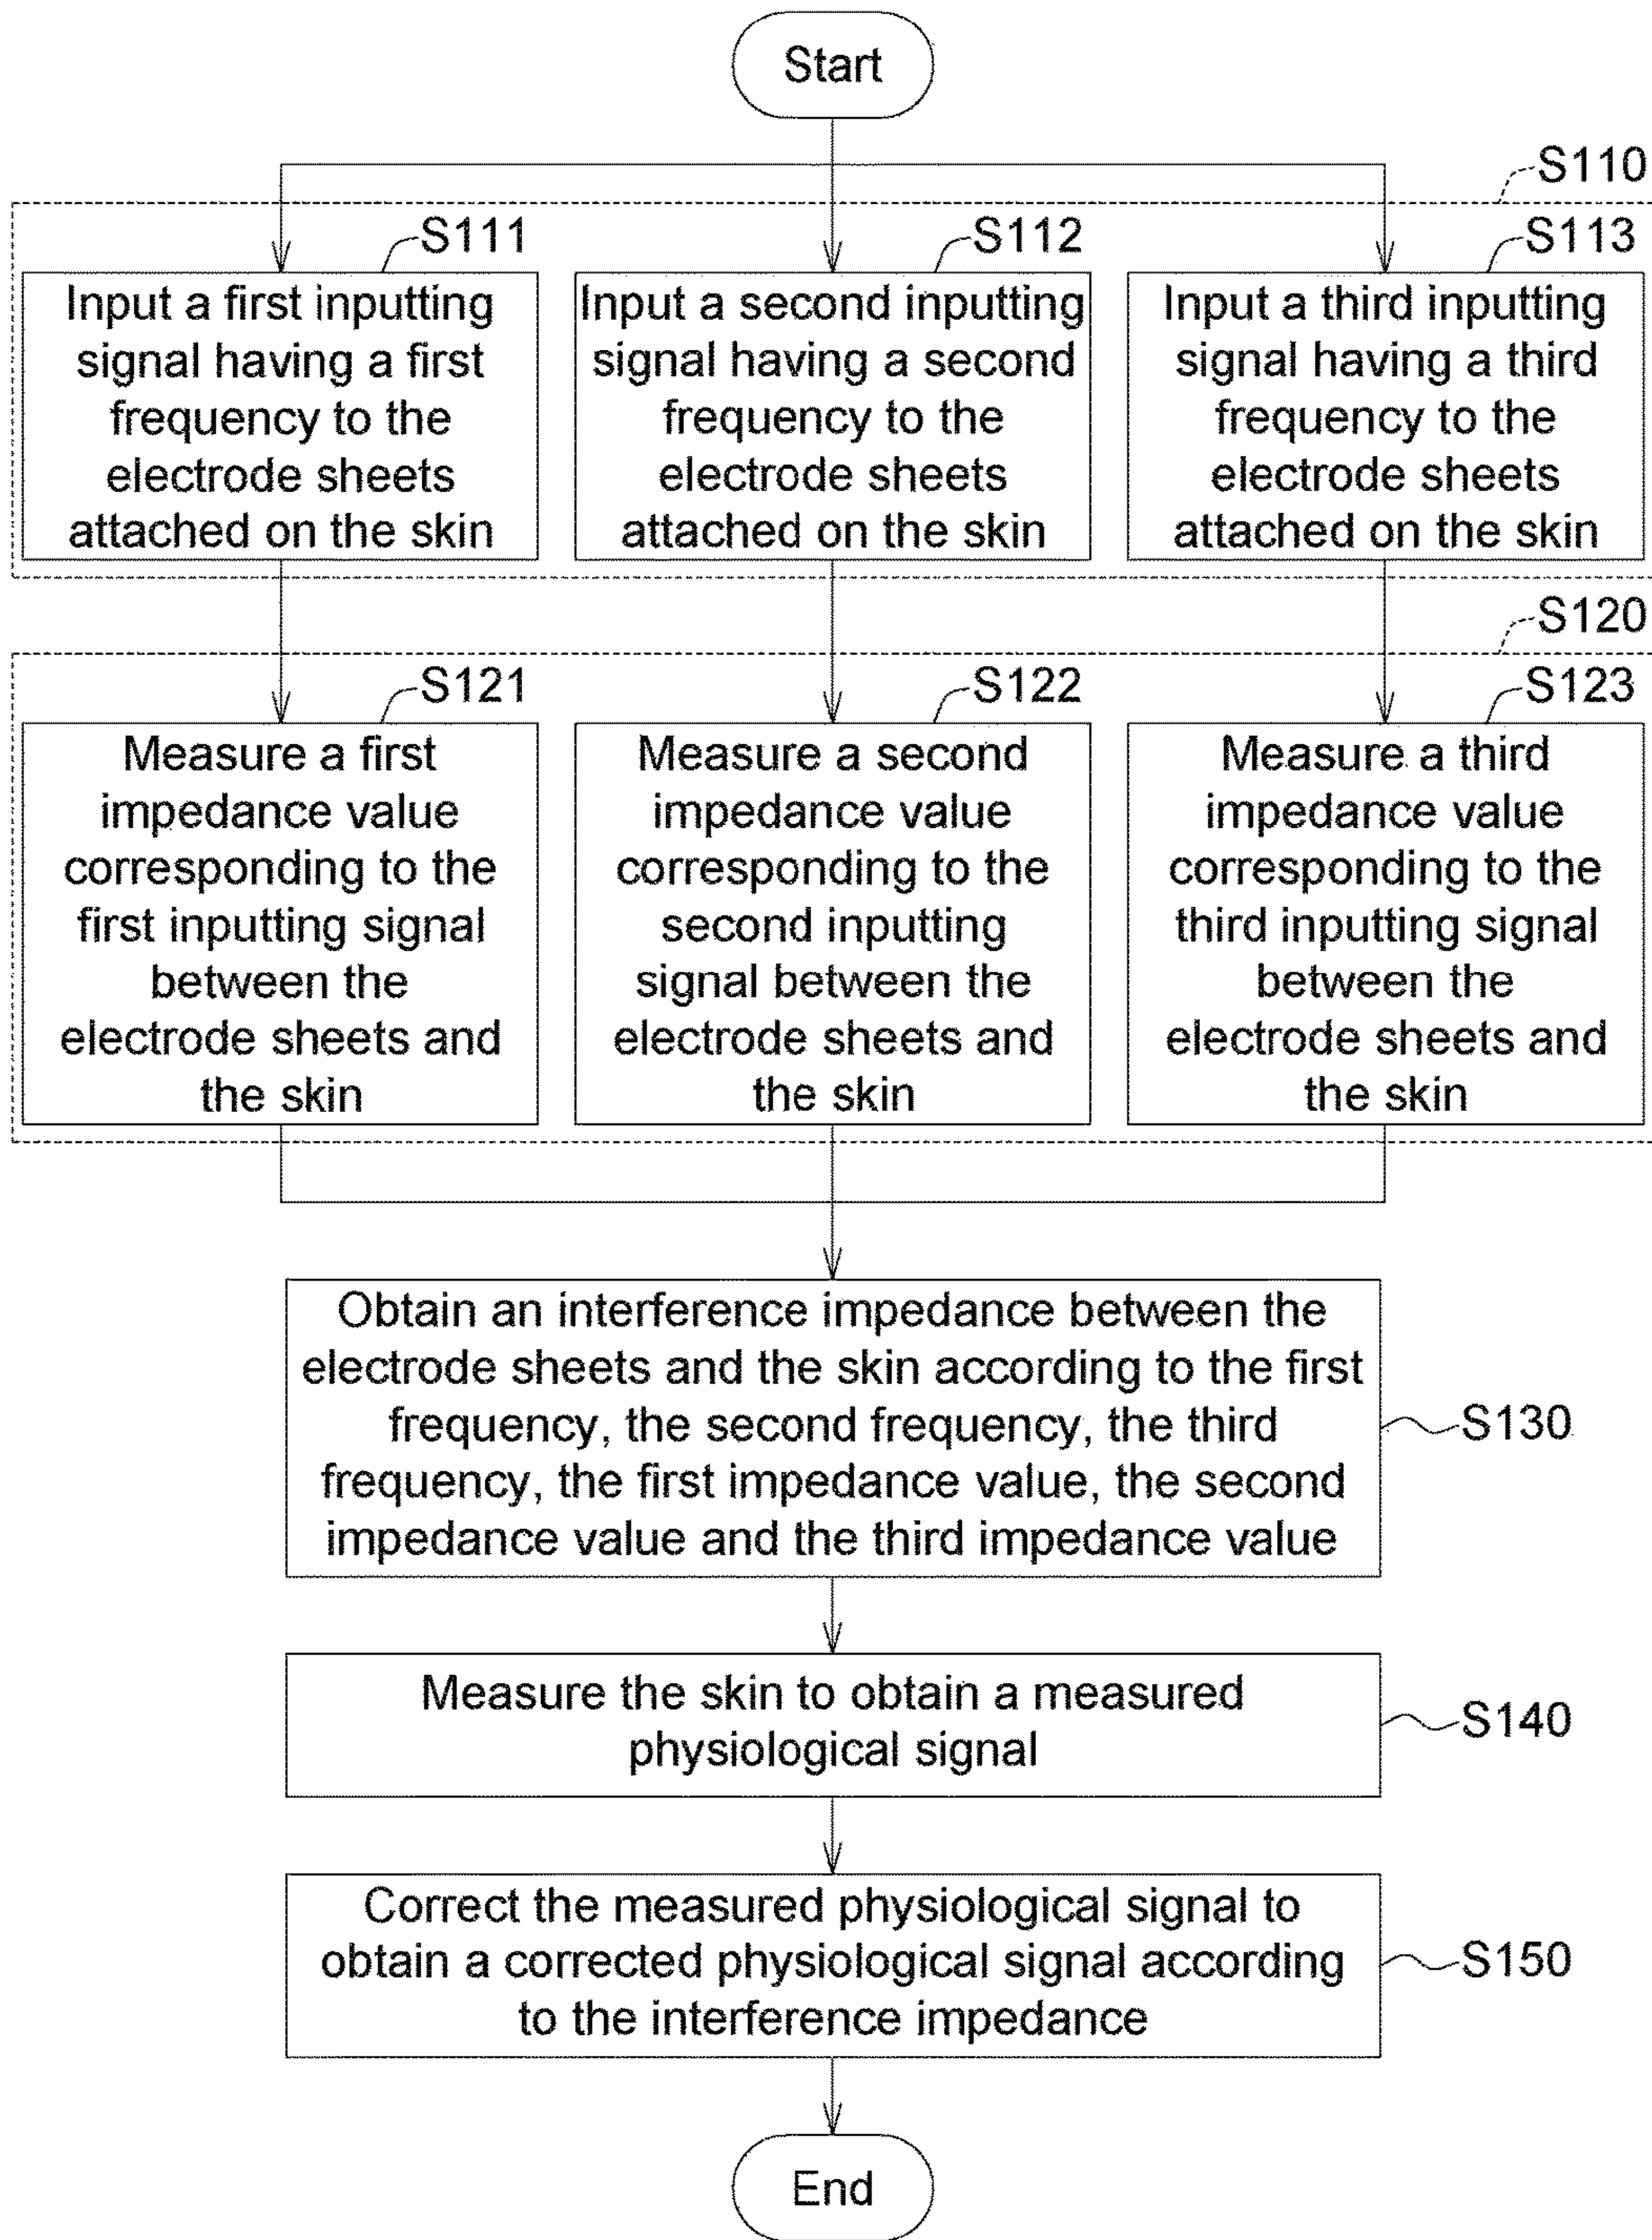 Start
S110
S111
Input a first inputting
signal having a first
frequency to the
electrode sheets
attached on the skin
S112
Input a second inputting
signal having a second
frequency to the
electrode sheets
attached on the skin
S113
Input a third inputting
signal having a third
frequency to the
electrode sheets
attached on the skin
S120
S121
Measure a first
impedance value
corresponding to the
first inputting signal
between the
electrode sheets and
the skin
S122
Measure a second
impedance value
corresponding to the
second inputting
signal between the
electrode sheets and
the skin
S123
Measure a third
impedance value
corresponding to the
third inputting signal
between the
electrode sheets and
the skin
Obtain an interference impedance between the
electrode sheets and the skin according to the first
frequency, the second frequency, the third
frequency, the first impedance value, the second
impedance value and the third impedance value
S130
Measure the skin to obtain a measured
physiological signal
S140
Correct the measured physiological signal to
obtain a corrected physiological signal according
to the interference impedance
S150
End